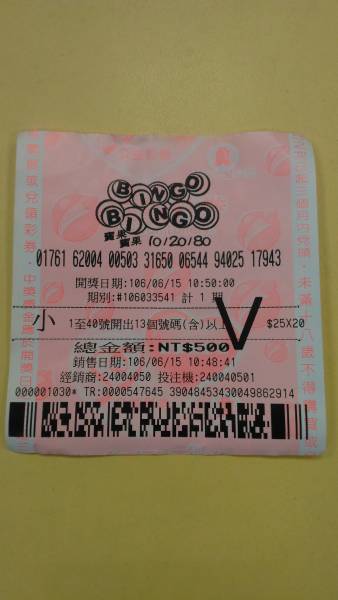 BINGO
BINGO
賓果
賓果 10/20/80
01761 62004 00503 31650 06544 94025 17943
開獎日期:106/06/15 10:50:00
期別:#106033541 計 1 期
小 1至40號開出13個號碼(含)以上 $25X20
總金額:NT$500
銷售日期:106/06/15 10:48:41
經銷商:24004050 投注機:240040501
000001030* TR:0000547645 39048453430049862914